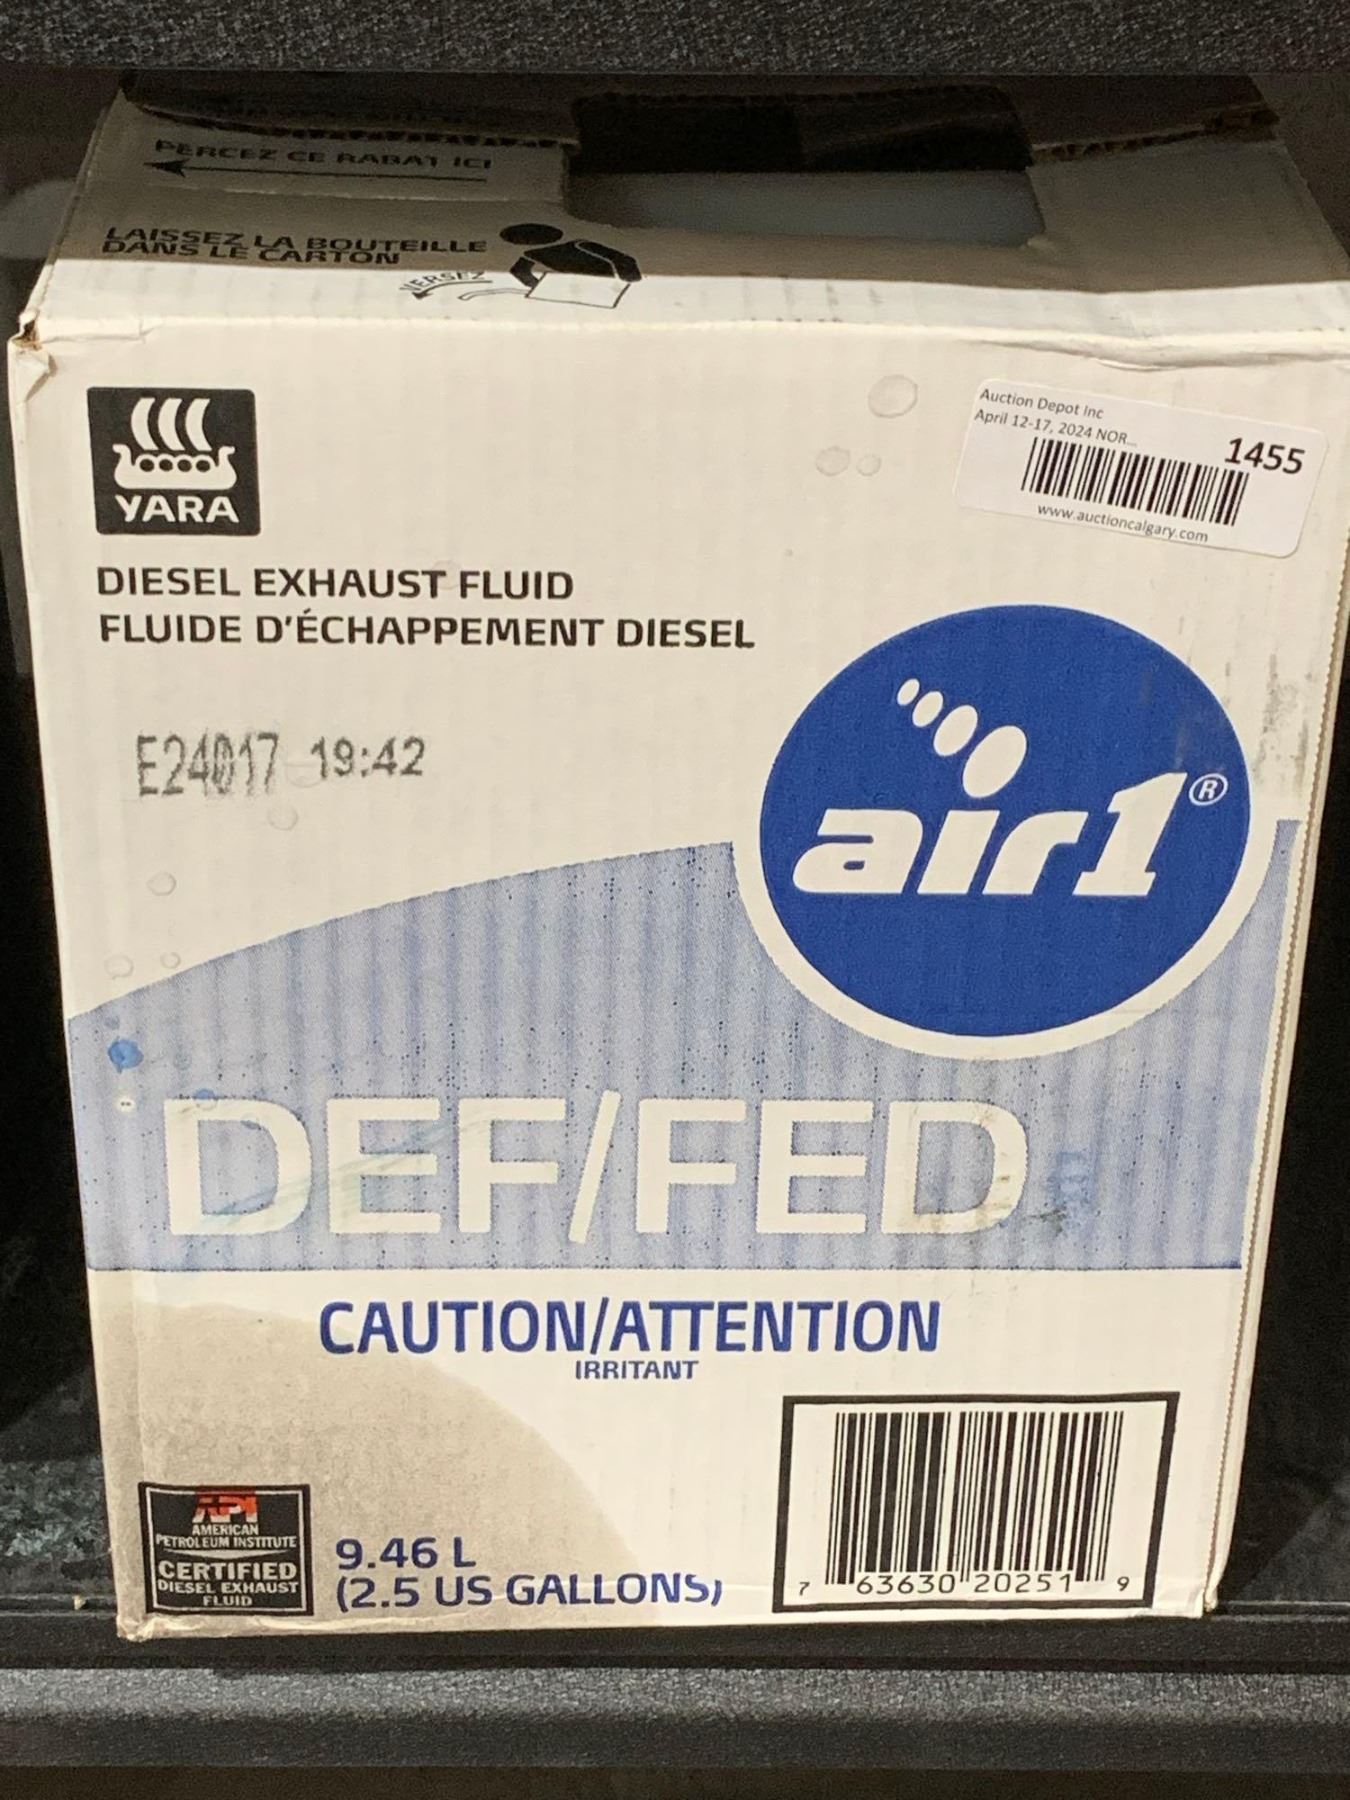 PERCEZ CE RABAT ICI
LAISSEZ LA BOUTEILLE
DANS LE CARTON
VERSEZ
YARA
Auction Depot Inc
April 12-17, 2024 NOR...
1455
www.auctioncalgary.com
DIESEL EXHAUST FLUID
FLUIDE D'ÉCHAPPEMENT DIESEL
E24017 19:42
air1®
DEF/FED
CAUTION/ATTENTION
IRRITANT
API
AMERICAN
PETROLEUM INSTITUTE
CERTIFIED
DIESEL EXHAUST
FLUID
9.46 L
(2.5 US GALLONS)
7 63630 20251 9